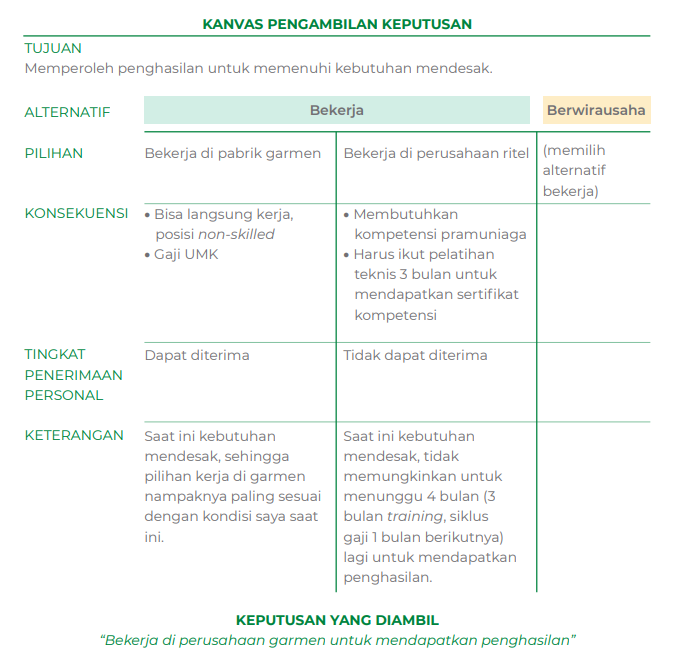 KANVAS PENGAMBILAN KEPUTUSAN
TUJUAN
Memperoleh penghasilan untuk memenuhi kebutuhan mendesak.
ALTERNATIF
Bekerja
Berwirausaha
PILIHAN
Bekerja di pabrik garmen
Bekerja di perusahaan ritel
(memilih
alternatif
bekerja)
KONSEKUENSI
• Bisa langsung kerja,
posisi non-skilled
• Gaji UMK
• Membutuhkan
kompetensi pramuniaga
• Harus ikut pelatihan
teknis 3 bulan untuk
mendapatkan sertifikat
kompetensi
TINGKAT
PENERIMAAN
PERSONAL
Dapat diterima
Tidak dapat diterima
KETERANGAN
Saat ini kebutuhan
mendesak, sehingga
pilihan kerja di garmen
nampaknya paling sesuai
dengan kondisi saya saat
ini.
Saat ini kebutuhan
mendesak, tidak
memungkinkan untuk
menunggu 4 bulan (3
bulan training, siklus
gaji 1 bulan berikutnya)
lagi untuk mendapatkan
penghasilan.
KEPUTUSAN YANG DIAMBIL
“Bekerja di perusahaan garmen untuk mendapatkan penghasilan”